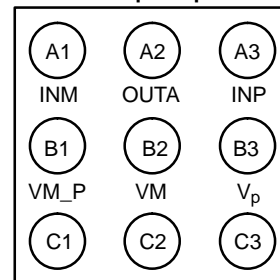 A1 A2 A3
INM OUTA INP
B1 B2 B3
VM_P VM Vp
C1 C2 C3